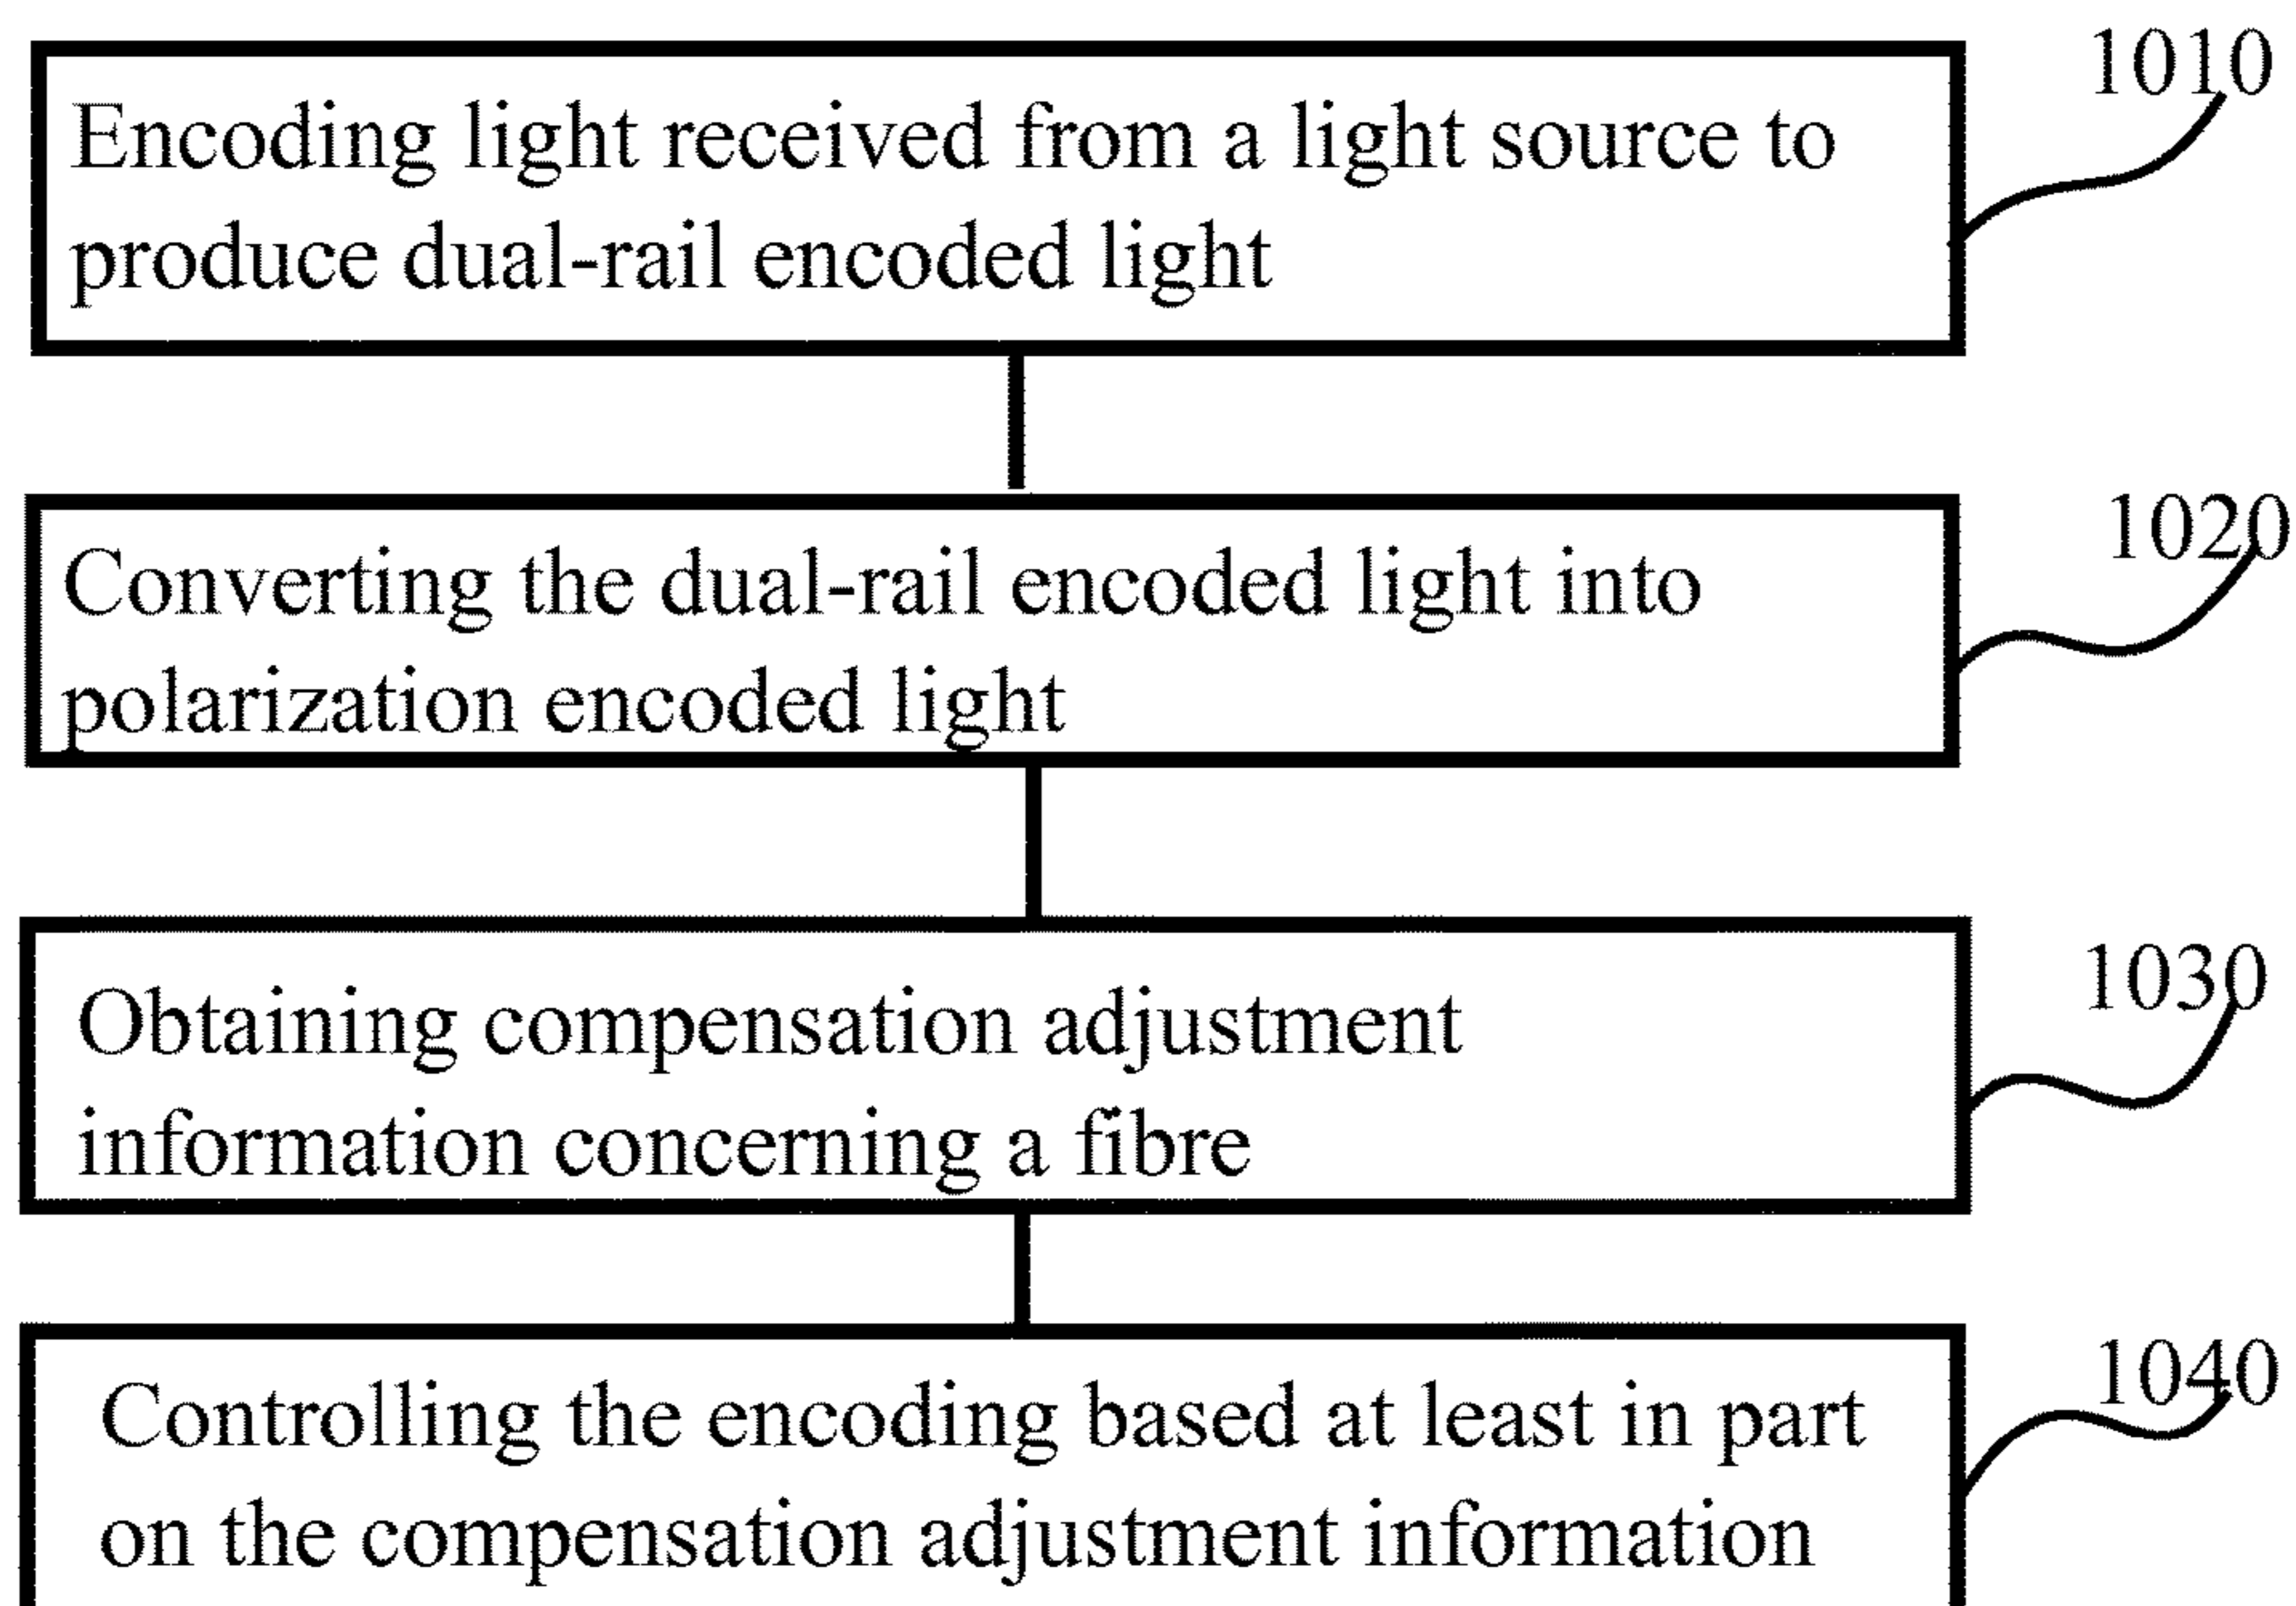 1010
Encoding light received from a light source to
produce dual-rail encoded light
1020
Converting the dual-rail encoded light into
polarization encoded light
1030
Obtaining compensation adjustment
information concerning a fibre
1040
Controlling the encoding based at least in part
on the compensation adjustment information